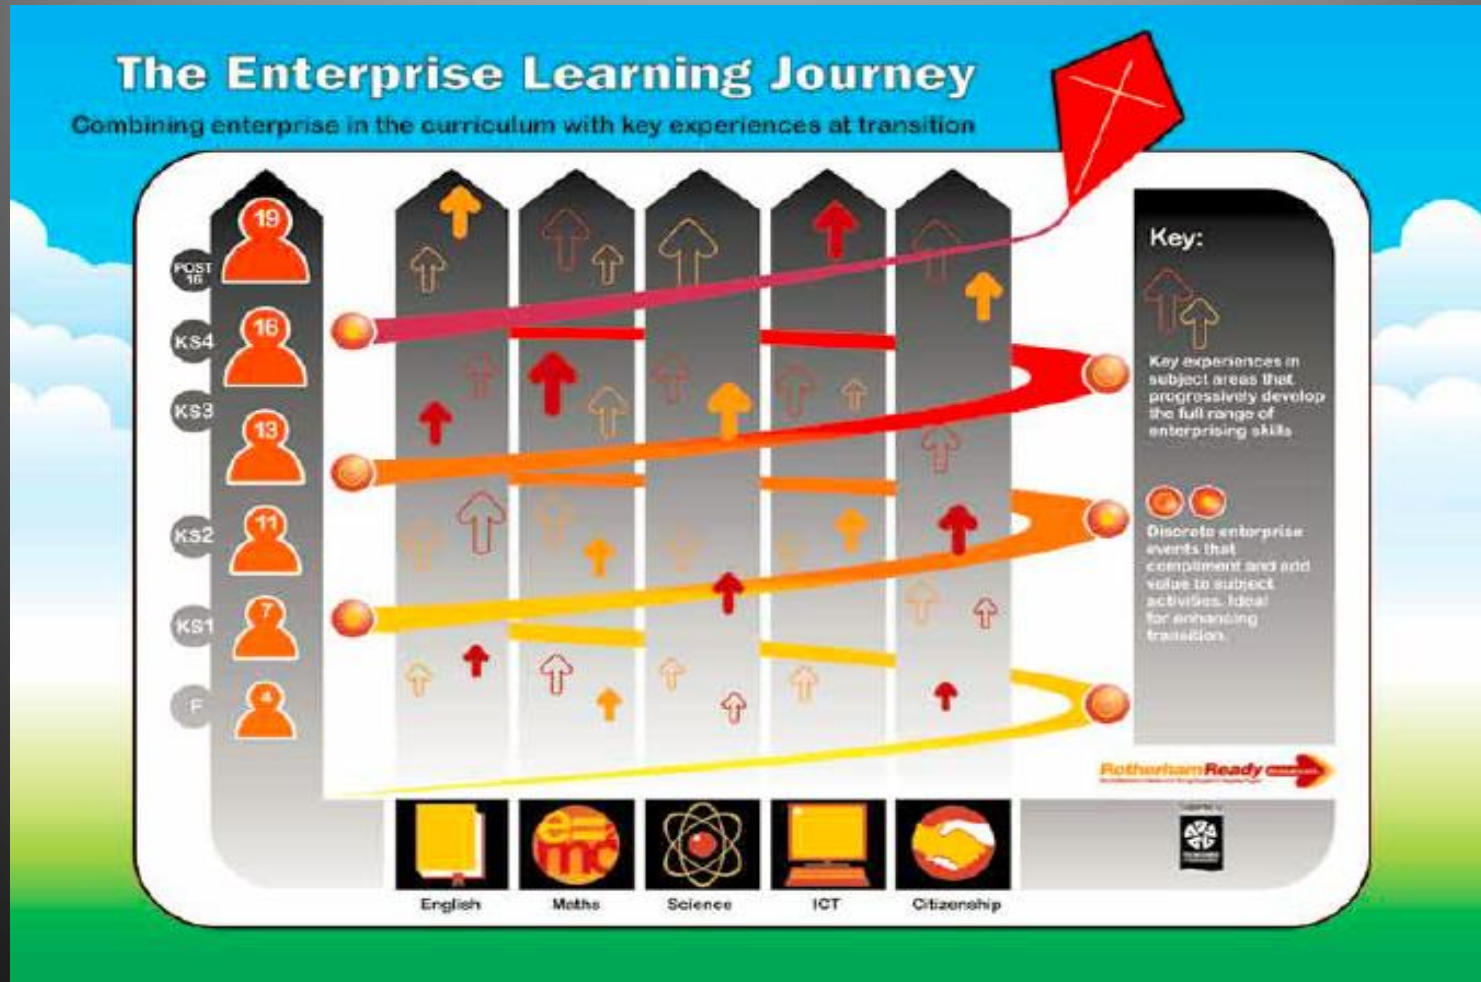 The Enterprise Learning Journey
Combining enterprise in the curriculum with key experiences at transition
19
POST
16
16
KS4
KS3
13
11
KS2
7
KS1
4
F
Key:
Key experiences in
subject areas that
progressively develop
the full range of
enterprising skills
Discrete enterprise
events that
compliment and add
value to subject
activities. Ideal
for enhancing
transition.
RotherhamReady
e=
mc
English
Maths
Science
ICT
Citizenship